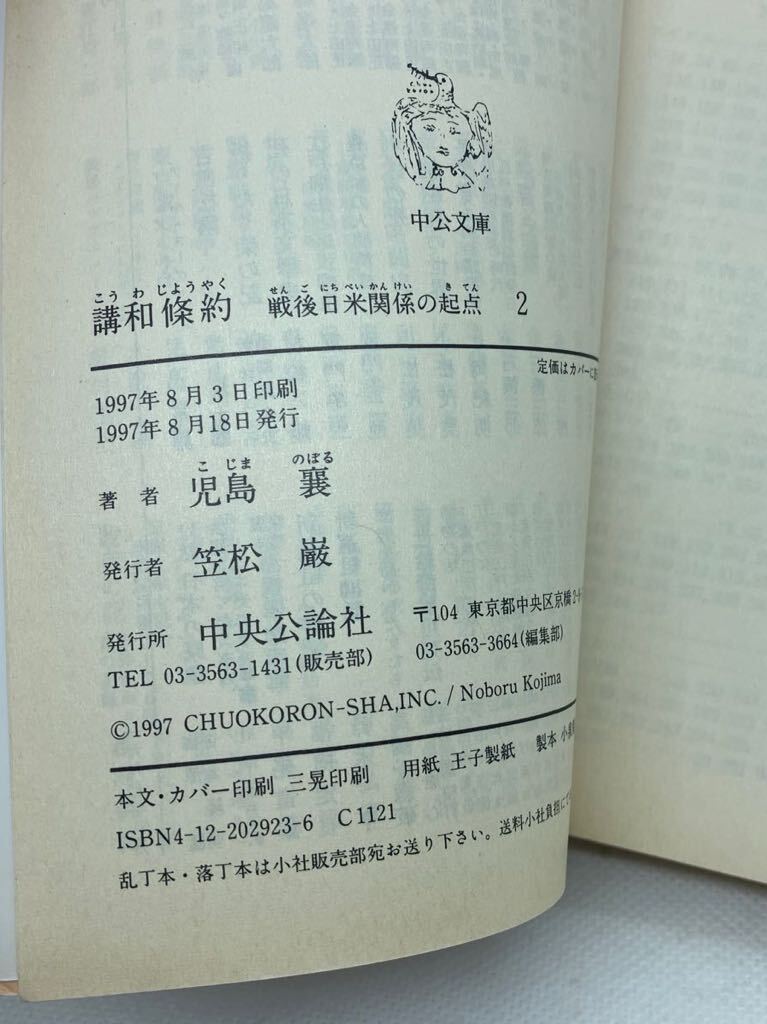 中公文庫
こうわじようやく せんごにちべいかんけい きてん
講和條約 戦後日米関係の起点 2
定価はカバーに
1997年8月3日印刷
1997年8月18日発行
こじま のぼる
著者 児島 襄
発行者 笠松 巌
発行所 中央公論社 〒104 東京都中央区京橋2-
TEL 03-3563-1431(販売部) 03-3563-3664(編集部)
©1997 CHUOKORON-SHA,INC. / Noboru Kojima
本文・カバー印刷 三晃印刷 用紙 王子製紙 製本 小
ISBN4-12-202923-6 C1121
乱丁本・落丁本は小社販売部宛お送り下さい。送料小社負担にて